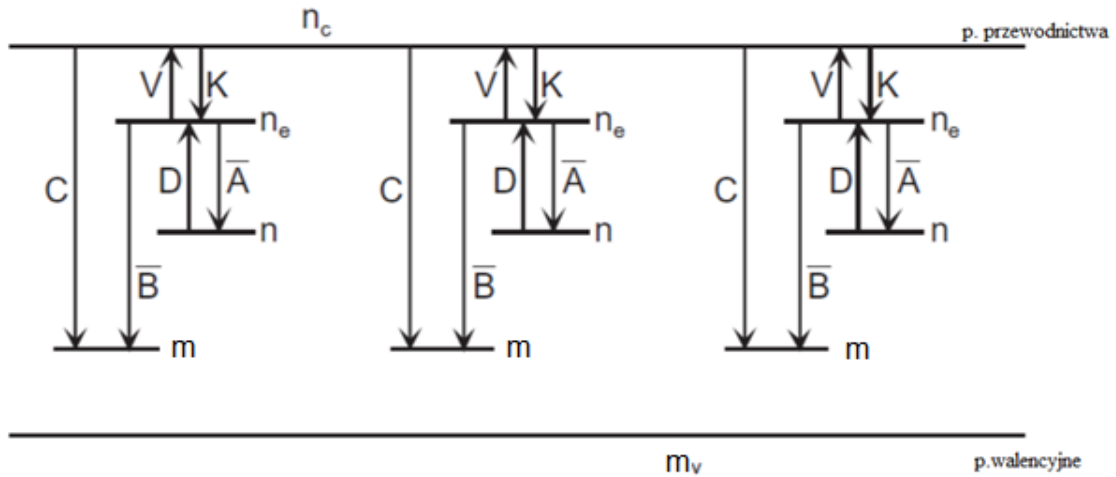 n_c
p. przewodnictwa
V K V K V K
n_e n_e n_e
C D A̅ C D A̅ C D A̅
n n n
B̅ B̅ B̅
m m m
m_v
p.walencyjne